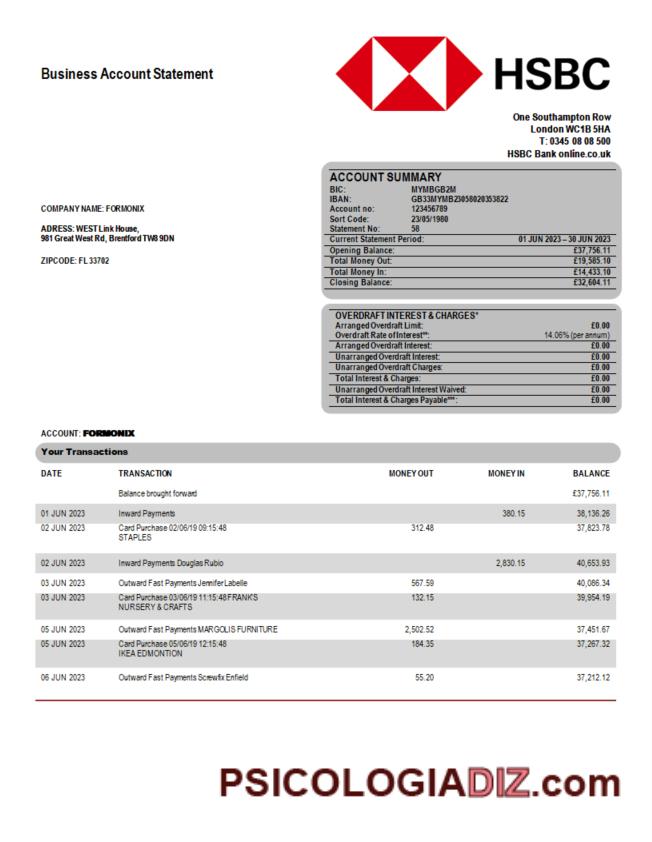 HSBC
Business Account Statement
One Southampton Row
London WC1B 5HA
T: 0345 08 08 500
HSBC Bank online.co.uk
ACCOUNT SUMMARY
BIC: MYMBGB2M
IBAN: GB33MYMB23058020353822
Account no: 123456789
Sort Code: 23/05/1980
Statement No: 58
Current Statement Period: 01 JUN 2023 – 30 JUN 2023
Opening Balance: £37,756.11
Total Money Out: £19,585.10
Total Money In: £14,433.10
Closing Balance: £32,604.11
COMPANY NAME: FORMONIX
ADRESS: WEST Link House,
981 Great West Rd, Brentford TW8 9DN
ZIPCODE: FL 33702
OVERDRAFT INTEREST & CHARGES*
Arranged Overdraft Limit: £0.00
Overdraft Rate of Interest**: 14.06% (per annum)
Arranged Overdraft Interest: £0.00
Unarranged Overdraft Interest: £0.00
Unarranged Overdraft Charges: £0.00
Total Interest & Charges: £0.00
Unarranged Overdraft Interest Waived: £0.00
Total Interest & Charges Payable***: £0.00
ACCOUNT: FORMONIX
Your Transactions
DATE TRANSACTION MONEY OUT MONEY IN BALANCE
Balance brought forward £37,756.11
01 JUN 2023 Inward Payments 380.15 38,136.26
02 JUN 2023 Card Purchase 02/06/19 09:15:48 312.48 37,823.78
STAPLES
02 JUN 2023 Inward Payments Douglas Rubio 2,830.15 40,653.93
03 JUN 2023 Outward Fast Payments Jennifer Labelle 567.59 40,086.34
03 JUN 2023 Card Purchase 03/06/19 11:15:48 FRANKS 132.15 39,954.19
NURSERY & CRAFTS
05 JUN 2023 Outward Fast Payments MARGOLIS FURNITURE 2,502.52 37,451.67
05 JUN 2023 Card Purchase 05/06/19 12:15:48 184.35 37,267.32
IKEA EDMONTION
06 JUN 2023 Outward Fast Payments Screwfix Enfield 55.20 37,212.12
PSICOLOGIADIZ.com